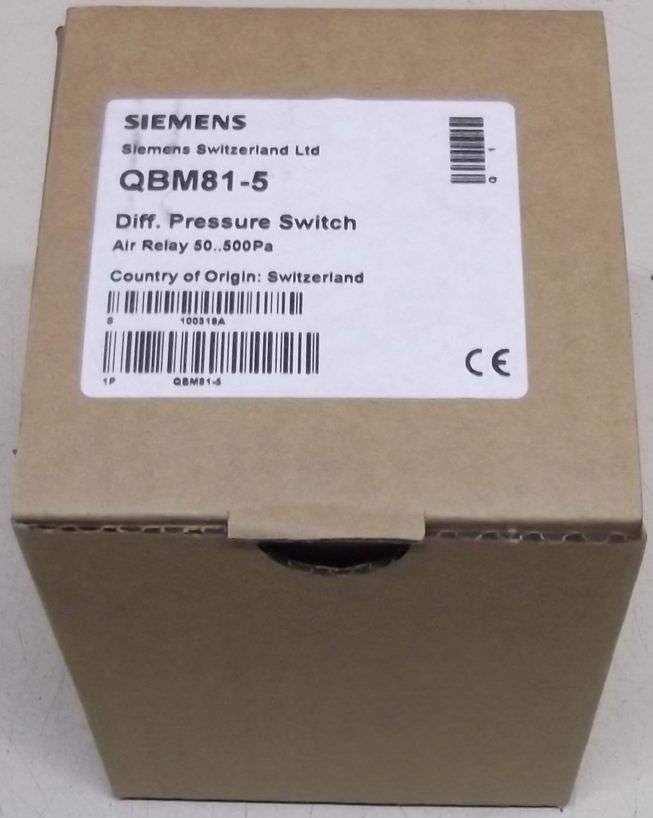 SIEMENS
Siemens Switzerland Ltd
QBM81-5
Diff. Pressure Switch
Air Relay 50..500Pa
Country of Origin: Switzerland
S 100318A
1P QBM81-5
CE